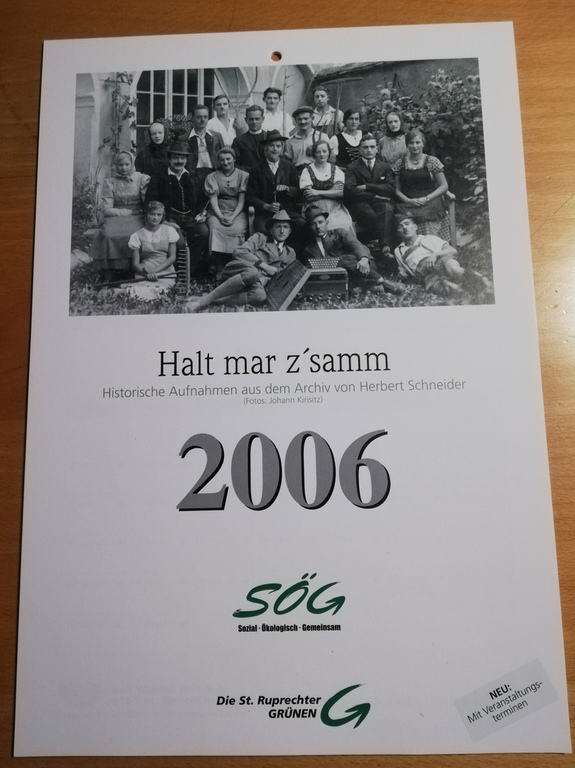 Halt mar z´samm
Historische Aufnahmen aus dem Archiv von Herbert Schneider
(Fotos: Johann Kirisitz)
2006
SÖG
Sozial · Ökologisch · Gemeinsam
Die St. Ruprechter
GRÜNEN G
NEU:
Mit Veranstaltungs-
terminen